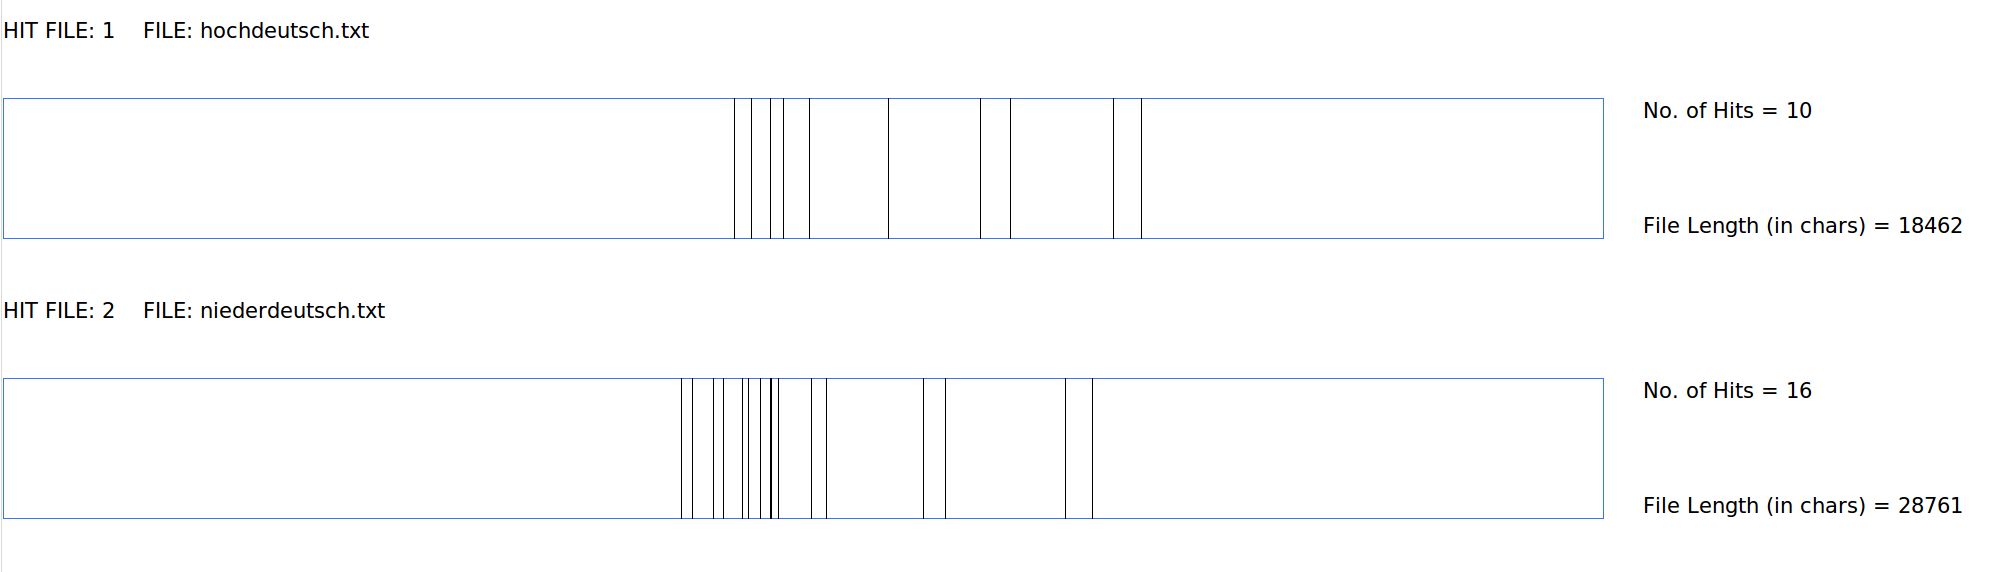 HIT FILE: 1 FILE: hochdeutsch.txt
No. of Hits = 10
File Length (in chars) = 18462
HIT FILE: 2 FILE: niederdeutsch.txt
No. of Hits = 16
File Length (in chars) = 28761